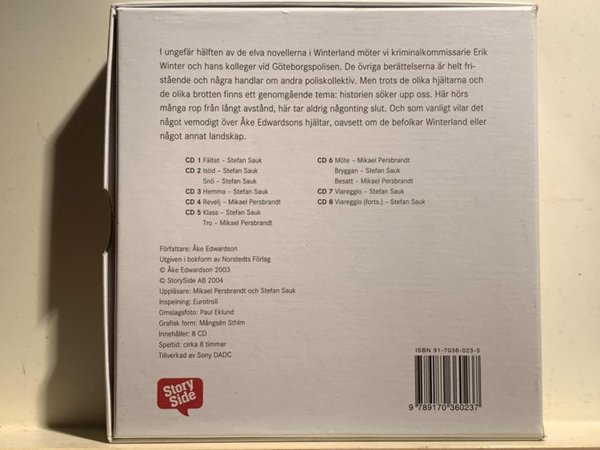 I ungefär hälften av de elva novellerna i Winterland möter vi kriminalkommissarie Erik
Winter och hans kolleger vid Göteborgspolisen. De övriga berättelserna är helt fri-
stående och några handlar om andra poliskollektiv. Men trots de olika hjältarna och
de olika brotten finns ett genomgående tema: historien söker upp oss. Här hörs
många rop från långt avstånd, här tar aldrig någonting slut. Och som vanligt vilar det
något vemodigt över Åke Edwardsons hjältar, oavsett om de befolkar Winterland eller
något annat landskap.
CD 1 Fältet – Stefan Sauk
CD 2 Istid – Stefan Sauk
Snö – Stefan Sauk
CD 3 Hemma – Stefan Sauk
CD 4 Revelj – Mikael Persbrandt
CD 5 Klass – Stefan Sauk
Tro – Mikael Persbrandt
CD 6 Möte – Mikael Persbrandt
Bryggan – Stefan Sauk
Besatt – Mikael Persbrandt
CD 7 Viareggio – Stefan Sauk
CD 8 Viareggio (forts.) – Stefan Sauk
Författare: Åke Edwardson
Utgiven i bokform av Norstedts Förlag
© Åke Edwardson 2003
© StorySide AB 2004
Uppläsare: Mikael Persbrandt och Stefan Sauk
Inspelning: Eurotroll
Omslagsfoto: Paul Eklund
Grafisk form: Mångsén Sthlm
Innehåller: 8 CD
Speltid: cirka 8 timmar
Tillverkad av Sony DADC
Story
Side
ISBN 91-7036-023-5
9 789170 360237